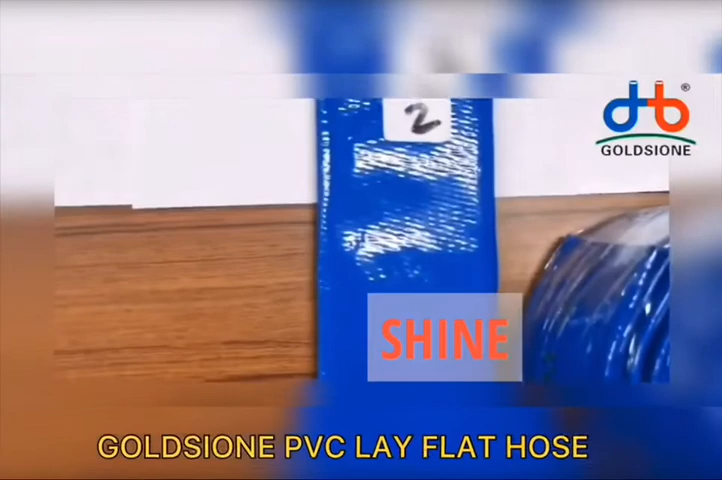 2
®
GOLDSIONE
SHINE
GOLDSIONE PVC LAY FLAT HOSE